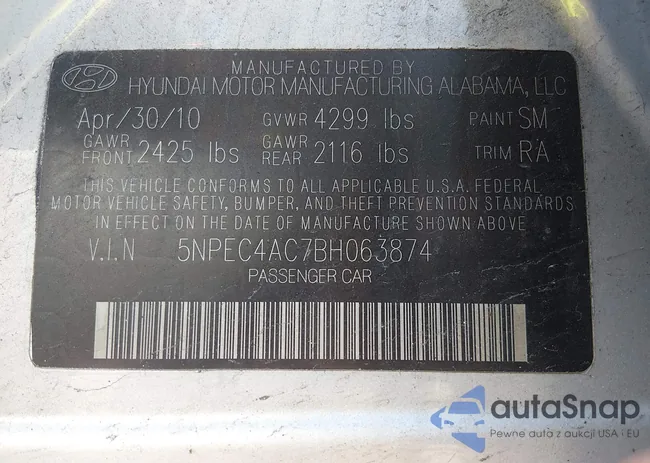 MANUFACTURED BY
HYUNDAI MOTOR MANUFACTURING ALABAMA, LLC
Apr/30/10 GVWR 4299 lbs PAINT SM
GAWR FRONT 2425 lbs GAWR REAR 2116 lbs TRIM RA
THIS VEHICLE CONFORMS TO ALL APPLICABLE U.S.A. FEDERAL
MOTOR VEHICLE SAFETY, BUMPER, AND THEFT PREVENTION STANDARDS
IN EFFECT ON THE DATE OF MANUFACTURE SHOWN ABOVE.
V.I.N 5NPEC4AC7BH063874
PASSENGER CAR
autoSnap
Pewne auta z aukcji USA i EU